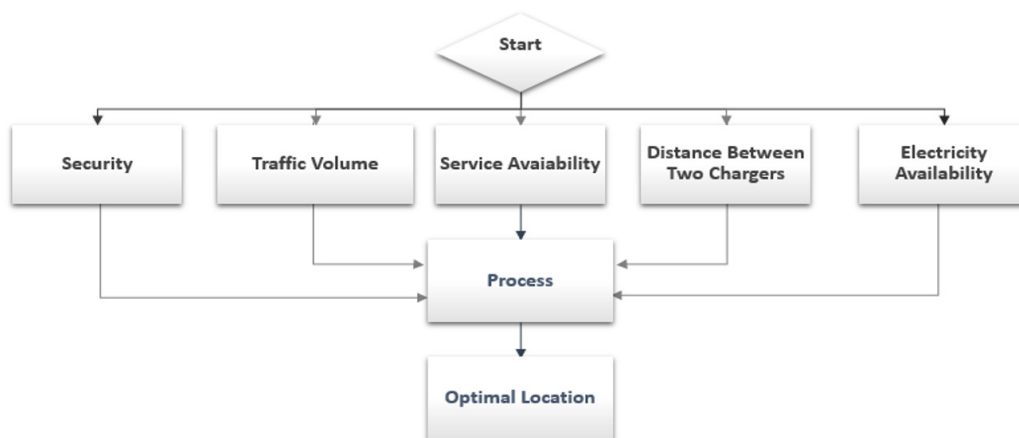 Start
Security
Traffic Volume
Service Avaiability
Distance Between
Two Chargers
Electricity
Availability
Process
Optimal Location